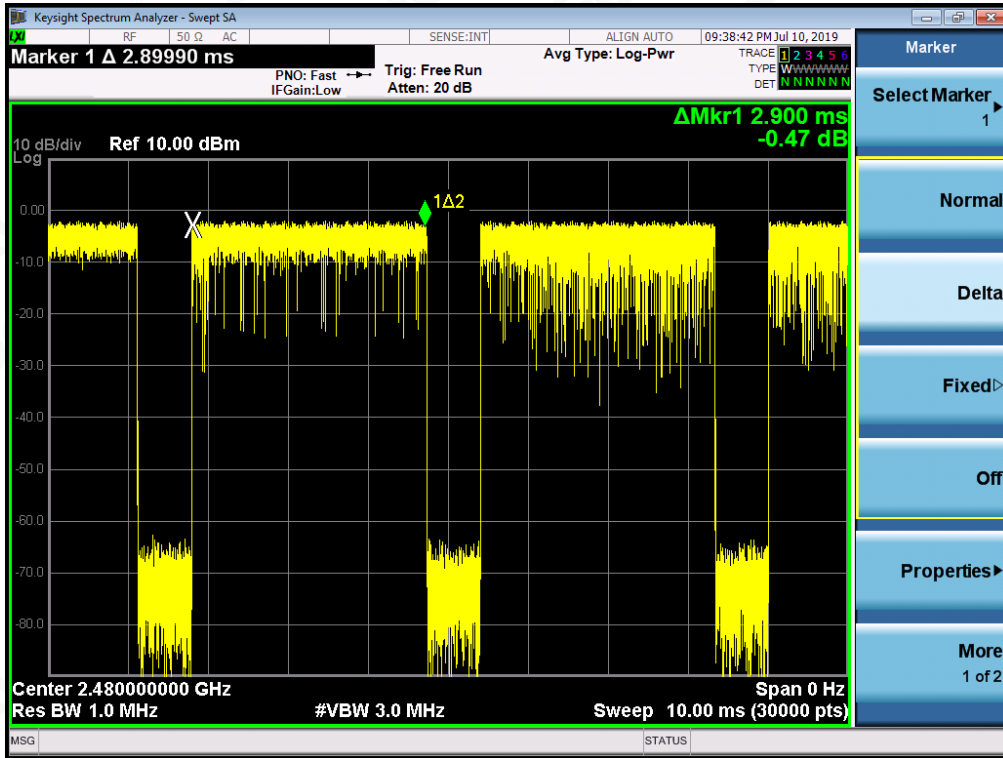 Keysight Spectrum Analyzer - Swept SA
LXI RF 50 Ω AC SENSE:INT ALIGN AUTO 09:38:42 PM Jul 10, 2019
Marker 1 Δ 2.89990 ms
PNO: Fast
IFGain:Low
Trig: Free Run
Atten: 20 dB
Avg Type: Log-Pwr
TRACE 1 2 3 4 5 6
TYPE WWWWWW
DET N N N N N N
ΔMkr1 2.900 ms
-0.47 dB
10 dB/div Ref 10.00 dBm
Log
1Δ2
0.00
-10.0
-20.0
-30.0
-40.0
-50.0
-60.0
-70.0
-80.0
Center 2.480000000 GHz Span 0 Hz
Res BW 1.0 MHz #VBW 3.0 MHz Sweep 10.00 ms (30000 pts)
MSG STATUS
Marker
Select Marker
1
Normal
Delta
Fixed
Off
Properties
More
1 of 2